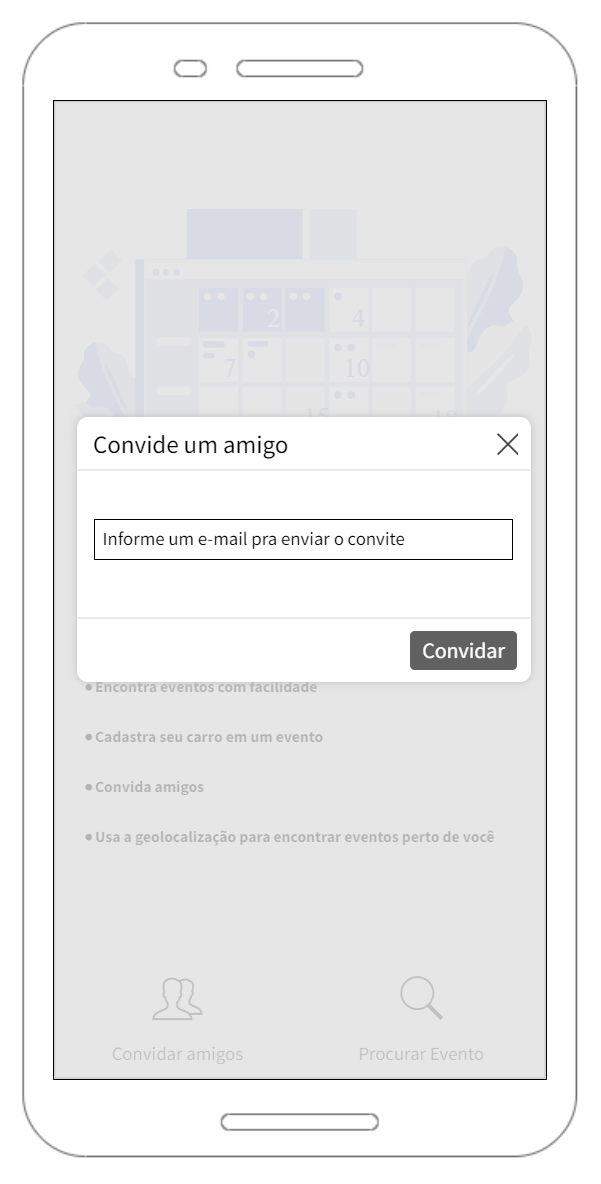 2
4
7
10
15
18
Convide um amigo
Informe um e-mail pra enviar o convite
Convidar
• Encontra eventos com facilidade
• Cadastra seu carro em um evento
• Convida amigos
• Usa a geolocalização para encontrar eventos perto de você
Convidar amigos
Procurar Evento